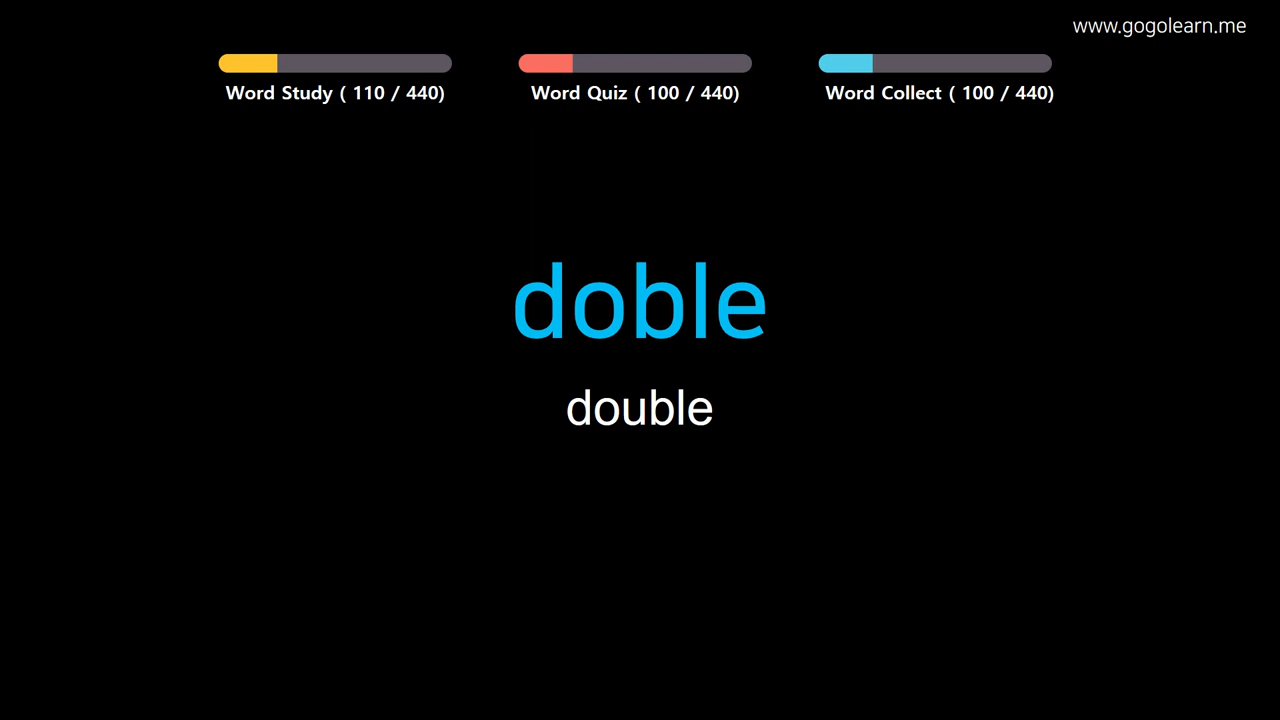 www.gogolearn.me
Word Study ( 110 / 440)
Word Quiz ( 100 / 440)
Word Collect ( 100 / 440)
doble
double